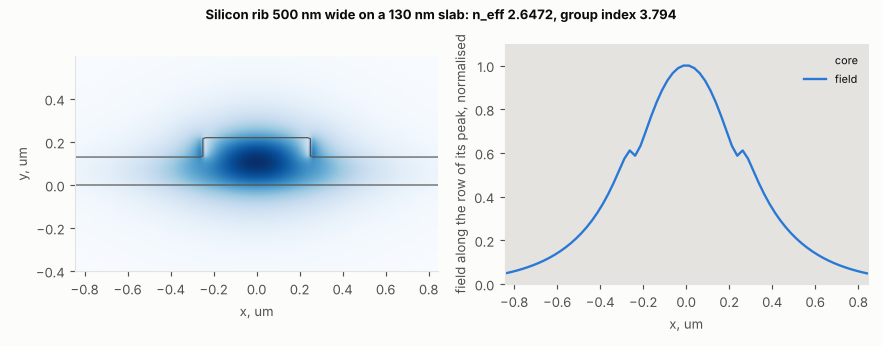 Silicon rib 500 nm wide on a 130 nm slab: n_eff 2.6472, group index 3.794
y, um
0.4
0.2
0.0
−0.2
−0.4
−0.8 −0.6 −0.4 −0.2 0.0 0.2 0.4 0.6 0.8
x, um
field along the row of its peak, normalised
1.0
0.8
0.6
0.4
0.2
0.0
core
field
−0.8 −0.6 −0.4 −0.2 0.0 0.2 0.4 0.6 0.8
x, um